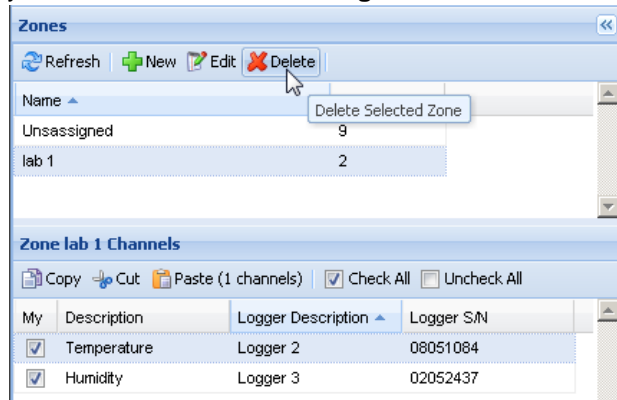 Zones
Refresh New Edit Delete
Name
Delete Selected Zone
Unsassigned 9
lab 1 2
Zone lab 1 Channels
Copy Cut Paste (1 channels) Check All Uncheck All
My Description Logger Description Logger S/N
Temperature Logger 2 08051084
Humidity Logger 3 02052437